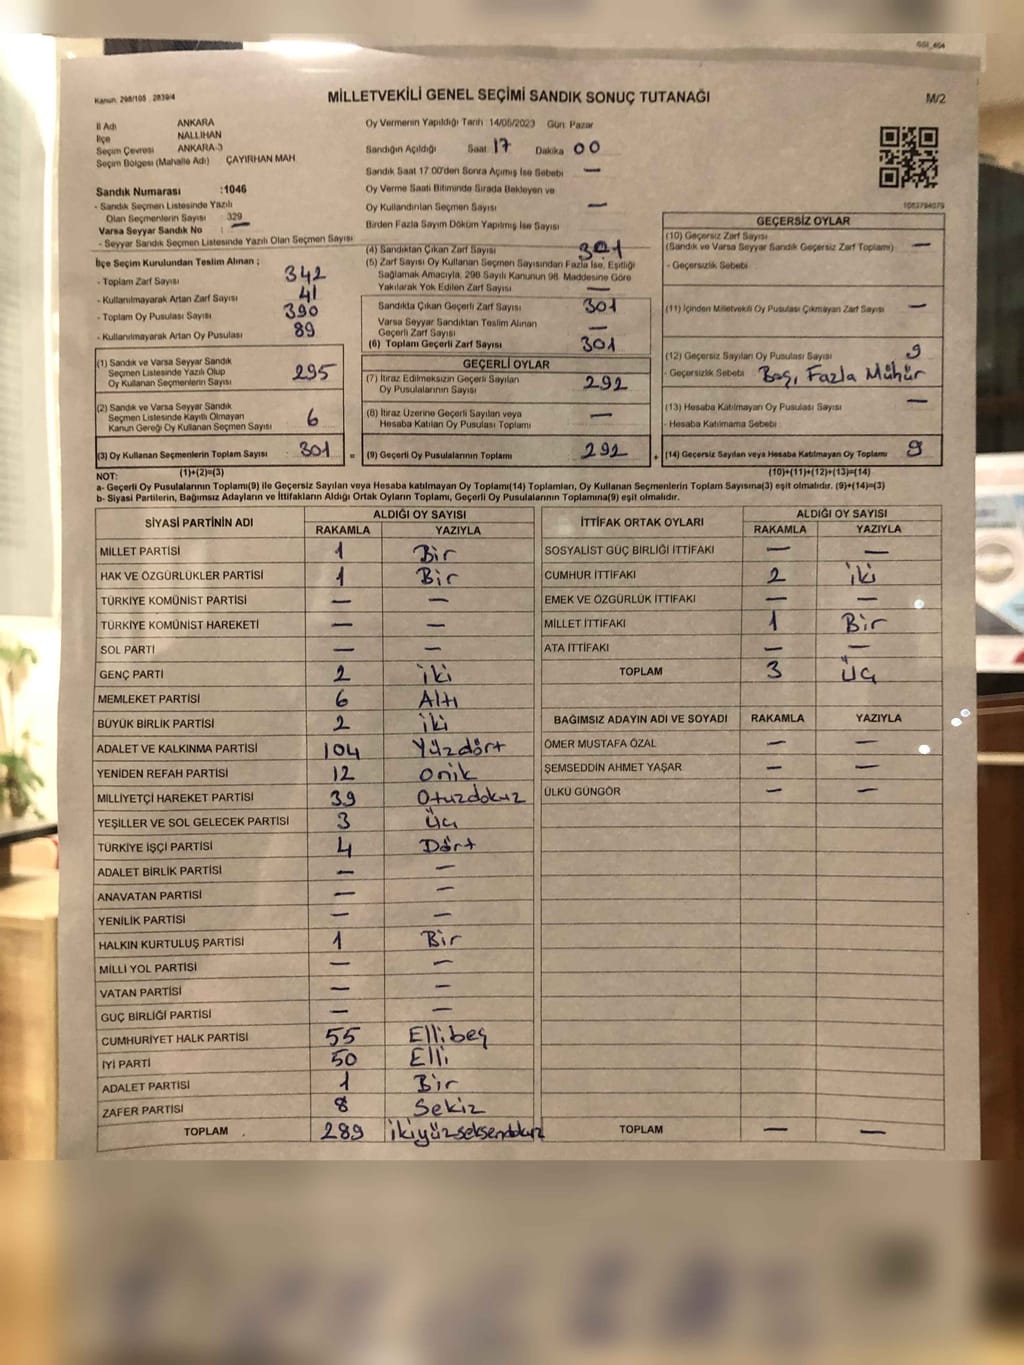 GSI_464
Kanun: 298/105 , 2839/4
MİLLETVEKİLİ GENEL SEÇİMİ SANDIK SONUÇ TUTANAĞI
M/2
İl Adı ANKARA
İlçe NALLIHAN
Seçim Çevresi ANKARA-3
Seçim Bölgesi (Mahalle Adı) ÇAYIRHAN MAH
Sandık Numarası :1046
- Sandık Seçmen Listesinde Yazılı
Olan Seçmenlerin Sayısı 329
Varsa Seyyar Sandık No : —
- Seyyar Sandık Seçmen Listesinde Yazılı Olan Seçmen Sayısı
İlçe Seçim Kurulundan Teslim Alınan ;
- Toplam Zarf Sayısı 342
- Kullanılmayarak Artan Zarf Sayısı 41
- Toplam Oy Pusulası Sayısı 390
- Kullanılmayarak Artan Oy Pusulası 89
Oy Vermenin Yapıldığı Tarih 14/05/2023 Gün: Pazar
Sandığın Açıldığı Saat 17 Dakika 00
Sandık Saat 17.00'den Sonra Açılmış İse Sebebi —
Oy Verme Saati Bitiminde Sırada Bekleyen ve
Oy Kullandırılan Seçmen Sayısı —
Birden Fazla Sayım Döküm Yapılmış İse Sayısı
(4) Sandıktan Çıkan Zarf Sayısı 301
(5) Zarf Sayısı Oy Kullanan Seçmen Sayısından Fazla İse, Eşitliği
Sağlamak Amacıyla, 298 Sayılı Kanunun 98. Maddesine Göre
Yakılarak Yok Edilen Zarf Sayısı —
Sandıkta Çıkan Geçerli Zarf Sayısı 301
Varsa Seyyar Sandıktan Teslim Alınan
Geçerli Zarf Sayısı —
(6) Toplam Geçerli Zarf Sayısı 301
GEÇERSİZ OYLAR
(10) Geçersiz Zarf Sayısı
(Sandık ve Varsa Seyyar Sandık Geçersiz Zarf Toplamı) —
- Geçersizlik Sebebi
(11) İçinden Milletvekili Oy Pusulası Çıkmayan Zarf Sayısı —
(12) Geçersiz Sayılan Oy Pusulası Sayısı 9
- Geçersizlik Sebebi Boş, Fazla Mühür
(13) Hesaba Katılmayan Oy Pusulası Sayısı —
- Hesaba Katılmama Sebebi
(14) Geçersiz Sayılan veya Hesaba Katılmayan Oy Toplamı 9
(10)+(11)+(12)+(13)=(14)
(1) Sandık ve Varsa Seyyar Sandık
Seçmen Listesinde Yazılı Olup
Oy Kullanan Seçmenlerin Sayısı 295
(2) Sandık ve Varsa Seyyar Sandık
Seçmen Listesinde Kayıtlı Olmayan
Kanun Gereği Oy Kullanan Seçmen Sayısı 6
(3) Oy Kullanan Seçmenlerin Toplam Sayısı 301 =
(1)+(2)=(3)
GEÇERLİ OYLAR
(7) İtiraz Edilmeksizin Geçerli Sayılan
Oy Pusulalarının Sayısı 292
(8) İtiraz Üzerine Geçerli Sayılan veya
Hesaba Katılan Oy Pusulası Toplamı —
(9) Geçerli Oy Pusulalarının Toplamı 292 +
NOT:
a- Geçerli Oy Pusulalarının Toplamı(9) ile Geçersiz Sayılan veya Hesaba katılmayan Oy Toplamı(14) Toplamları, Oy Kullanan Seçmenlerin Toplam Sayısına(3) eşit olmalıdır. (9)+(14)=(3)
b- Siyasi Partilerin, Bağımsız Adayların ve İttifakların Aldığı Ortak Oyların Toplamı, Geçerli Oy Pusulalarının Toplamına(9) eşit olmalıdır.
SİYASİ PARTİNİN ADI ALDIĞI OY SAYISI
RAKAMLA YAZIYLA
MİLLET PARTİSİ 1 Bir
HAK VE ÖZGÜRLÜKLER PARTİSİ 1 Bir
TÜRKİYE KOMÜNİST PARTİSİ — —
TÜRKİYE KOMÜNİST HAREKETİ — —
SOL PARTİ — —
GENÇ PARTİ 2 iki
MEMLEKET PARTİSİ 6 Altı
BÜYÜK BİRLİK PARTİSİ 2 iki
ADALET VE KALKINMA PARTİSİ 104 Yüzdört
YENİDEN REFAH PARTİSİ 12 onik
MİLLİYETÇİ HAREKET PARTİSİ 39 Otuzdokuz
YEŞİLLER VE SOL GELECEK PARTİSİ 3 Üç
TÜRKİYE İŞÇİ PARTİSİ 4 Dört
ADALET BİRLİK PARTİSİ — —
ANAVATAN PARTİSİ — —
YENİLİK PARTİSİ — —
HALKIN KURTULUŞ PARTİSİ 1 Bir
MİLLİ YOL PARTİSİ — —
VATAN PARTİSİ — —
GÜÇ BİRLİĞİ PARTİSİ — —
CUMHURİYET HALK PARTİSİ 55 Ellibeş
İYİ PARTİ 50 Elli
ADALET PARTİSİ 1 Bir
ZAFER PARTİSİ 8 Sekiz
TOPLAM 289 ikiyüzseksendokuz
İTTİFAK ORTAK OYLARI ALDIĞI OY SAYISI
RAKAMLA YAZIYLA
SOSYALİST GÜÇ BİRLİĞİ İTTİFAKI — —
CUMHUR İTTİFAKI 2 iki
EMEK VE ÖZGÜRLÜK İTTİFAKI — —
MİLLET İTTİFAKI 1 Bir
ATA İTTİFAKI — —
TOPLAM 3 Üç
BAĞIMSIZ ADAYIN ADI VE SOYADI RAKAMLA YAZIYLA
ÖMER MUSTAFA ÖZAL — —
ŞEMSEDDİN AHMET YAŞAR — —
ÜLKÜ GÜNGÖR — —
TOPLAM — —